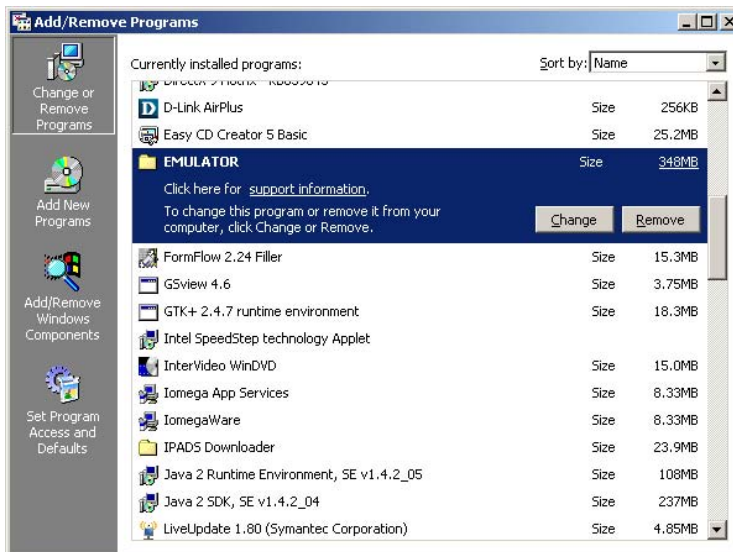 Add/Remove Programs
Change or
Remove
Programs
Add New
Programs
Add/Remove
Windows
Components
Set Program
Access and
Defaults
Currently installed programs:
Sort by: Name
D-Link AirPlus Size 256KB
Easy CD Creator 5 Basic Size 25.2MB
EMULATOR Size 348MB
Click here for support information.
To change this program or remove it from your
computer, click Change or Remove.
Change Remove
FormFlow 2.24 Filler Size 15.3MB
GSview 4.6 Size 3.75MB
GTK+ 2.4.7 runtime environment Size 18.3MB
Intel SpeedStep technology Applet
InterVideo WinDVD Size 15.0MB
Iomega App Services Size 8.33MB
IomegaWare Size 8.33MB
IPADS Downloader Size 23.9MB
Java 2 Runtime Environment, SE v1.4.2_05 Size 108MB
Java 2 SDK, SE v1.4.2_04 Size 237MB
LiveUpdate 1.80 (Symantec Corporation) Size 4.85MB